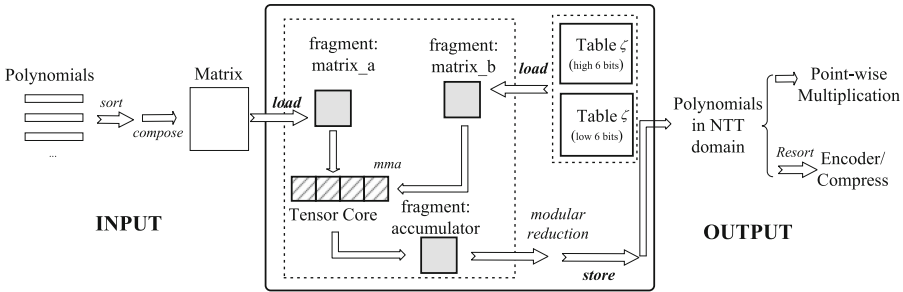 Polynomials
...
sort
compose
Matrix
INPUT
load
fragment:
matrix_a
fragment:
matrix_b
load
Table ζ
(high 6 bits)
Table ζ
(low 6 bits)
mma
Tensor Core
fragment:
accumulator
modular
reduction
store
Polynomials
in NTT
domain
Point-wise
Multiplication
Resort
Encoder/
Compress
OUTPUT